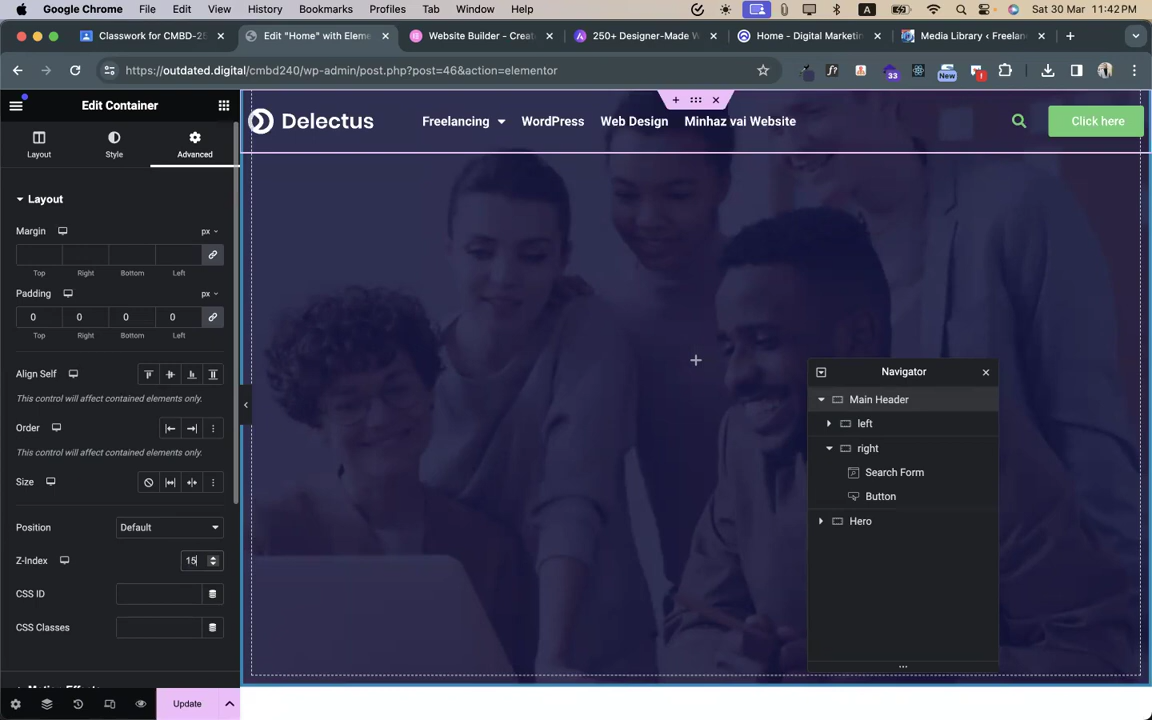 Google Chrome File Edit View History Bookmarks Profiles Tab Window Help A Sat 30 Mar 11:42 PM
Classwork for CMBD-25 Edit "Home" with Eleme Website Builder - Creat 250+ Designer-Made W Home - Digital Marketin Media Library ‹ Freelan
https://outdated.digital/cmbd240/wp-admin/post.php?post=46&action=elementor
f? 33 New
Edit Container
Layout Style Advanced
Delectus Freelancing WordPress Web Design Minhaz vai Website Click here
Layout
Margin px
Top Right Bottom Left
Padding px
0 0 0 0
Top Right Bottom Left
Align Self
This control will affect contained elements only.
Order
This control will affect contained elements only.
Size
Position Default
Z-Index 15
CSS ID
CSS Classes
Update
Navigator
Main Header
left
right
Search Form
Button
Hero